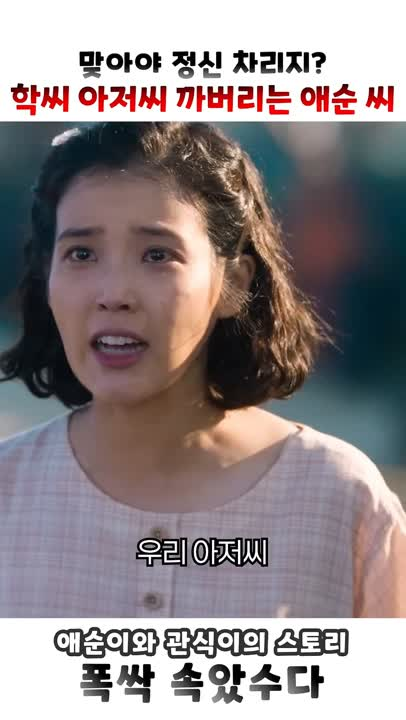 맞아야 정신 차리지?
학씨 아저씨 까버리는 애순 씨
우리 아저씨
애순이와 관식이의 스토리
폭싹 속았수다